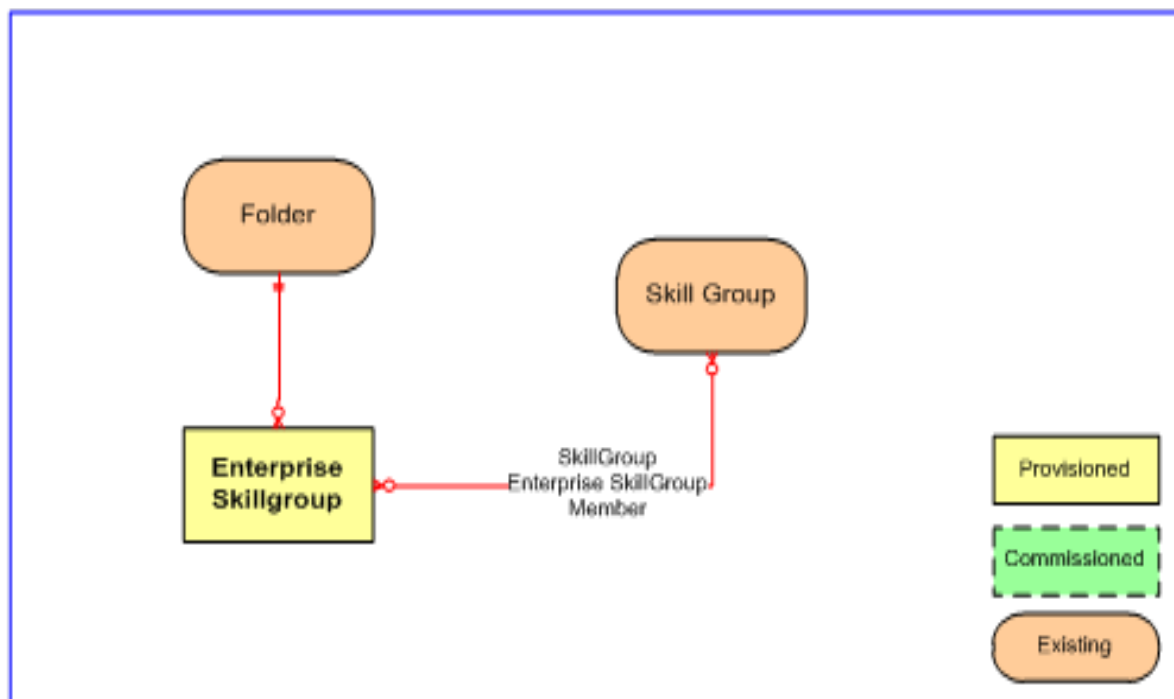 Folder
Skill Group
Enterprise
Skillgroup
SkillGroup
Enterprise SkillGroup
Member
Provisioned
Commissioned
Existing